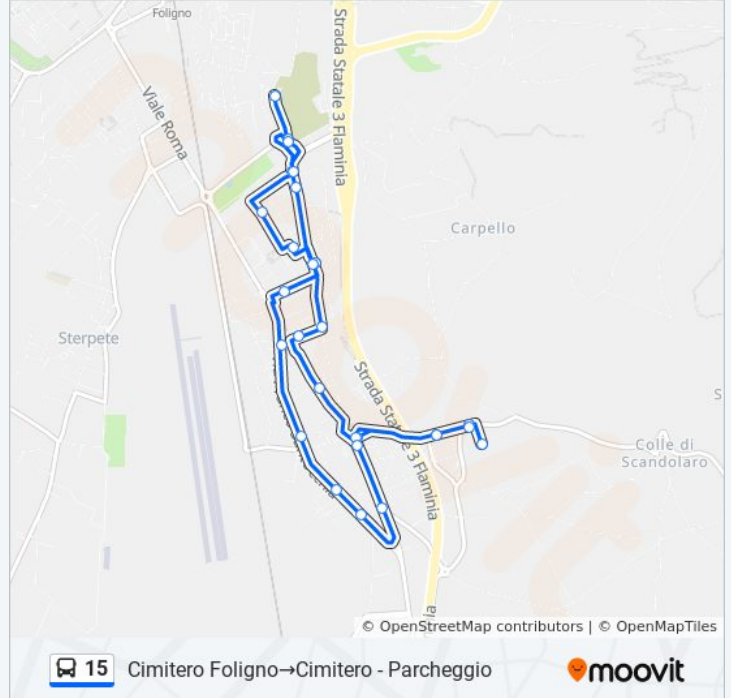 Foligno
Strada Statale 3 Flaminia
Viale Roma
Carpello
Sterpete
Strada Statale 3 Flaminia
S
Colle di
Scandolaro
© OpenStreetMap contributors | © OpenMapTiles
15 Cimitero Foligno→Cimitero - Parcheggio
moovit